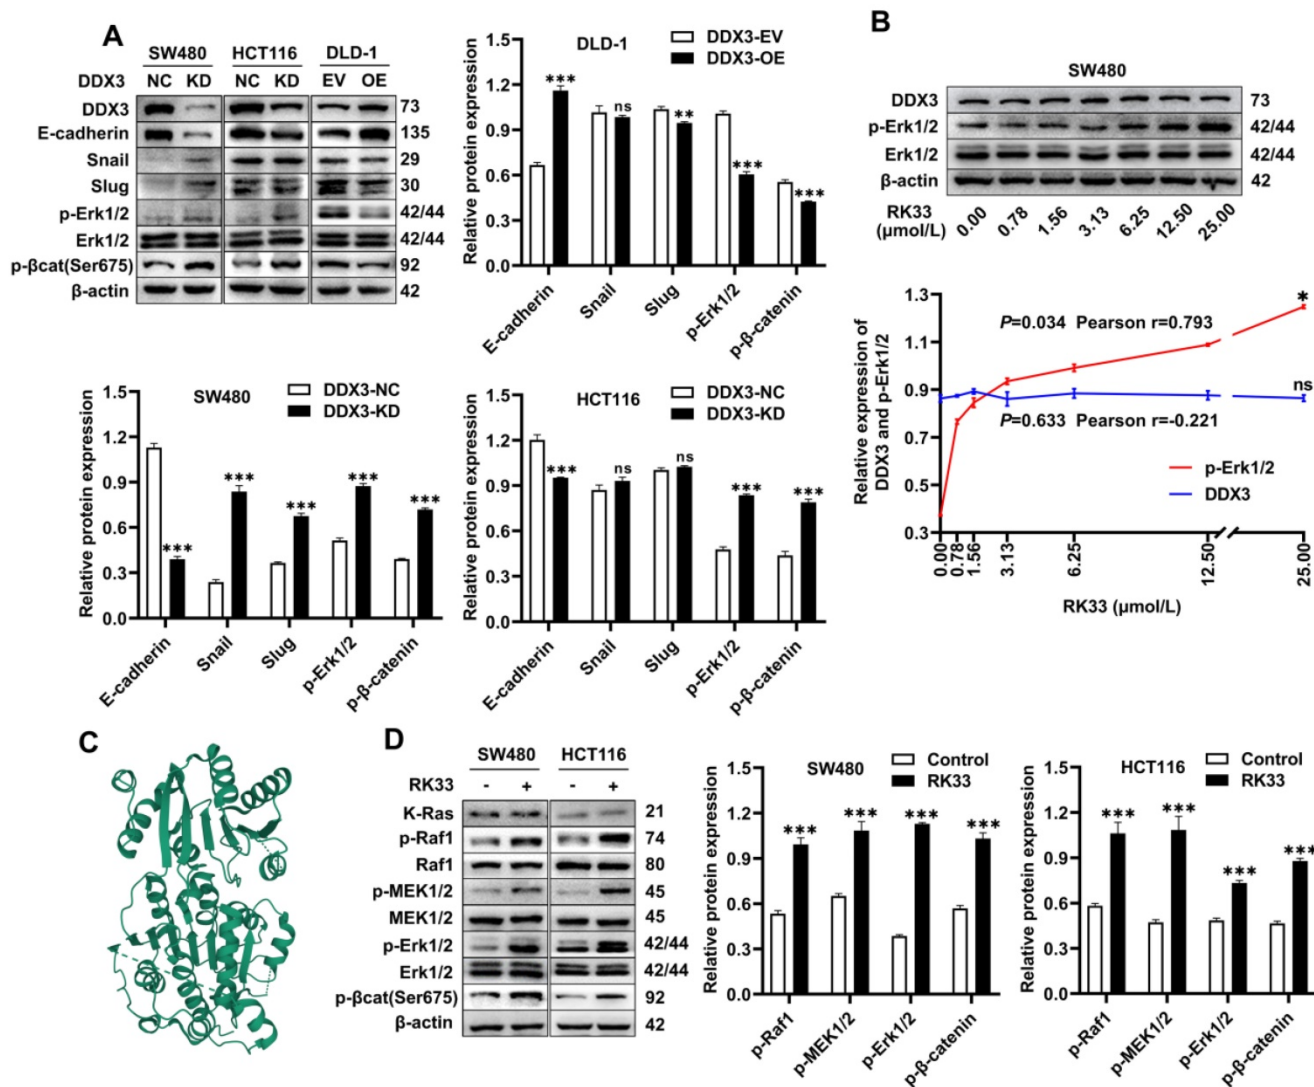 A
SW480 HCT116 DLD-1
DDX3 NC KD NC KD EV OE
DDX3 73
E-cadherin 135
Snail 29
Slug 30
p-Erk1/2 42/44
Erk1/2 42/44
p-βcat(Ser675) 92
β-actin 42
DLD-1
DDX3-EV
DDX3-OE
Relative protein expression
1.5
1.2
0.9
0.6
0.3
0.0
*** ns ** *** ***
E-cadherin Snail Slug p-Erk1/2 p-β-catenin
B
SW480
DDX3 73
p-Erk1/2 42/44
Erk1/2 42/44
β-actin 42
RK33
(μmol/L) 0.00 0.78 1.56 3.13 6.25 12.50 25.00
Relative expression of
DDX3 and p-Erk1/2
1.3
1.1
0.9
0.7
0.5
0.3
*
P=0.034 Pearson r=0.793
ns
P=0.633 Pearson r=-0.221
p-Erk1/2
DDX3
0.00 0.78 1.56 3.13 6.25 12.50 25.00
RK33 (μmol/L)
SW480
DDX3-NC
DDX3-KD
Relative protein expression
1.5
1.2
0.9
0.6
0.3
0.0
*** *** *** *** ***
E-cadherin Snail Slug p-Erk1/2 p-β-catenin
HCT116
DDX3-NC
DDX3-KD
Relative protein expression
1.5
1.2
0.9
0.6
0.3
0.0
*** ns ns *** ***
E-cadherin Snail Slug p-Erk1/2 p-β-catenin
C
D
SW480 HCT116
RK33 - + - +
K-Ras 21
p-Raf1 74
Raf1 80
p-MEK1/2 45
MEK1/2 45
p-Erk1/2 42/44
Erk1/2 42/44
p-βcat(Ser675) 92
β-actin 42
SW480
Control
RK33
Relative protein expression
1.5
1.2
0.9
0.6
0.3
0.0
*** *** *** ***
p-Raf1 p-MEK1/2 p-Erk1/2 p-β-catenin
HCT116
Control
RK33
Relative protein expression
1.5
1.2
0.9
0.6
0.3
0.0
*** *** *** ***
p-Raf1 p-MEK1/2 p-Erk1/2 p-β-catenin